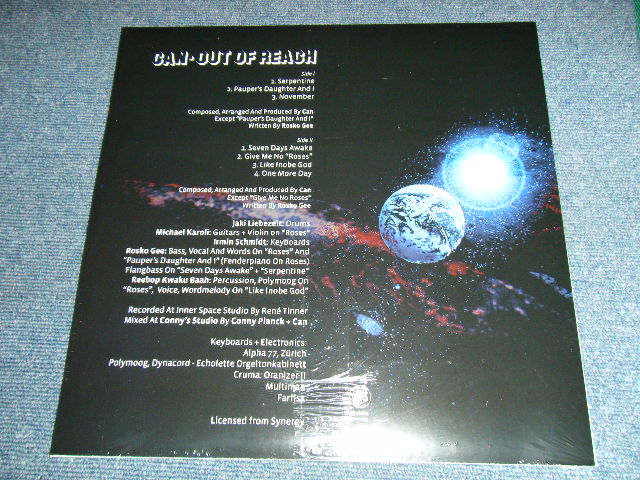 CAN • OUT OF REACH
Side I
1. Serpentine
2. Pauper's Daughter And I
3. November
Composed, Arranged And Produced By Can
Except "Pauper's Daughter And I"
Written By Rosko Gee
Side II
1. Seven Days Awake
2. Give Me No "Roses"
3. Like Inobe God
4. One More Day
Composed, Arranged And Produced By Can
Except "Give Me No Roses"
Written By Rosko Gee
Jaki Liebezeit: Drums
Michael Karoli: Guitars + Violin on "Roses"
Irmin Schmidt: Keyboards
Rosko Gee: Bass, Vocal And Words On "Roses" And
"Pauper's Daughter And I" (Fenderpiano On Roses)
Flangbass On "Seven Days Awake" + "Serpentine"
Reebop Kwaku Baah: Percussion, Polymoog On
"Roses", Voice, Wordmelody On "Like Inobe God"
Recorded At Inner Space Studio By René Tinner
Mixed At Conny's Studio By Conny Planck + Can
Keyboards + Electronics:
Alpha 77, Zürich
Polymoog, Dynacord - Echolette Orgeltonkabinett
Cruma: Oranizer II
Multiman
Farfisa
Licensed from Synergy